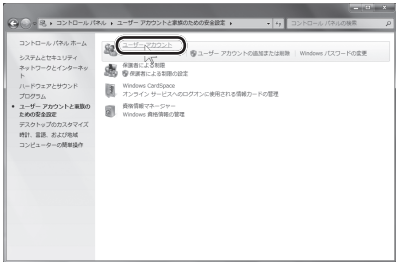 コントロール パネル ▸ ユーザー アカウントと家族のための安全設定 ▸
コントロール パネルの検索
コントロール パネル ホーム
システムとセキュリティ
ネットワークとインターネット
ハードウェアとサウンド
プログラム
ユーザー アカウントと家族のための安全設定
デスクトップのカスタマイズ
時計、言語、および地域
コンピューターの簡単操作
ユーザー アカウント
ユーザー アカウントの追加または削除 Windows パスワードの変更
保護者による制限
保護者による制限の設定
Windows CardSpace
オンライン サービスへのログオンに使用される情報カードの管理
資格情報マネージャー
Windows 資格情報の管理